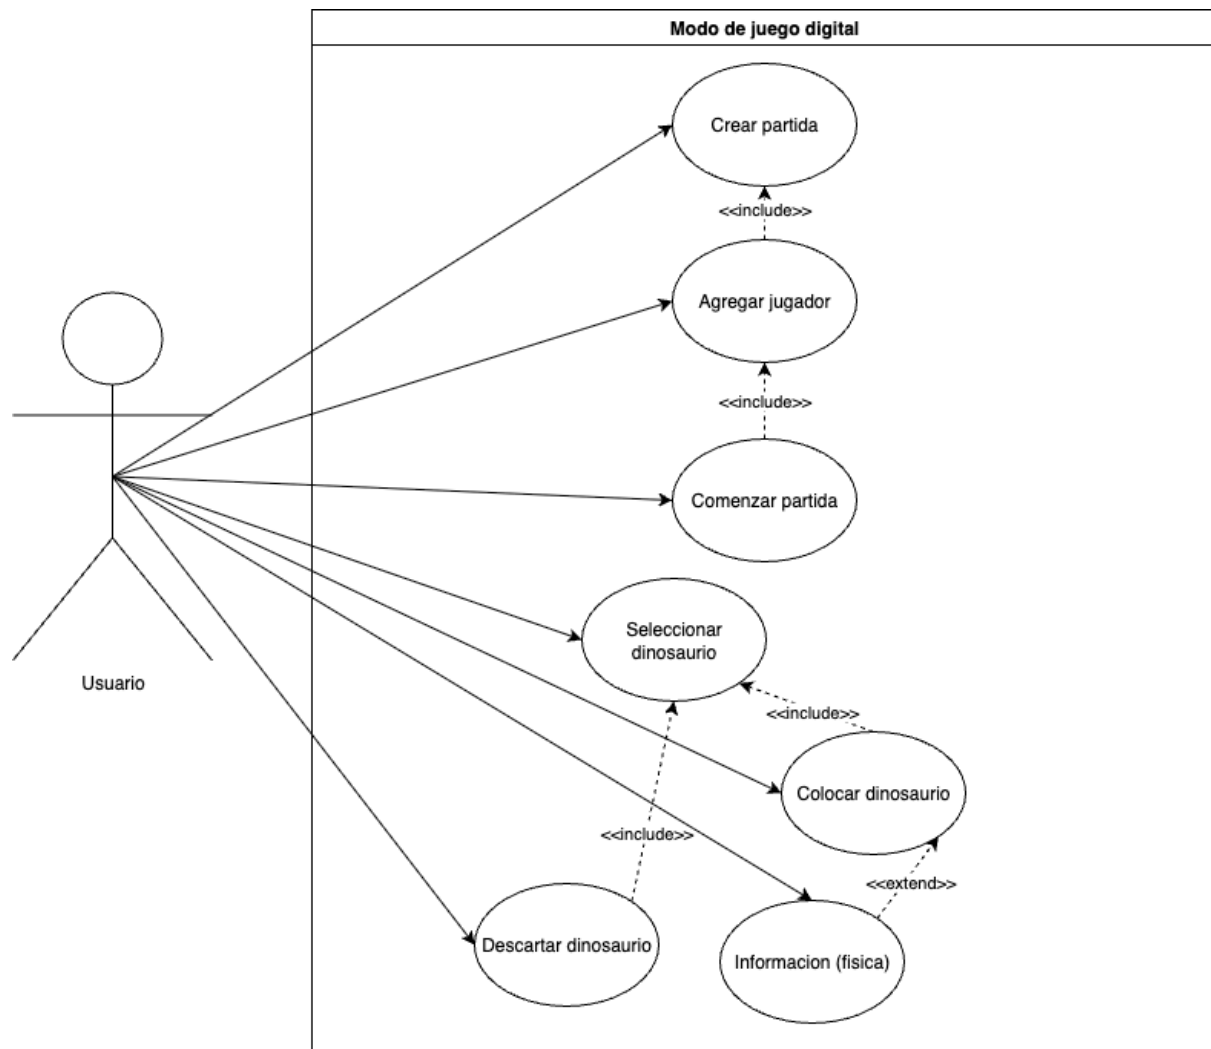 Modo de juego digital
Crear partida
<<include>>
Agregar jugador
<<include>>
Comenzar partida
Usuario
Seleccionar
dinosaurio
<<include>>
Colocar dinosaurio
<<include>>
<<extend>>
Descartar dinosaurio
Informacion (fisica)